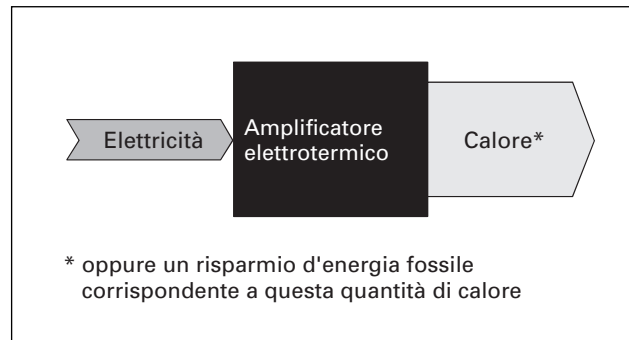 Elettricità
Amplificatore
elettrotermico
Calore*
* oppure un risparmio d'energia fossile
corrispondente a questa quantità di calore